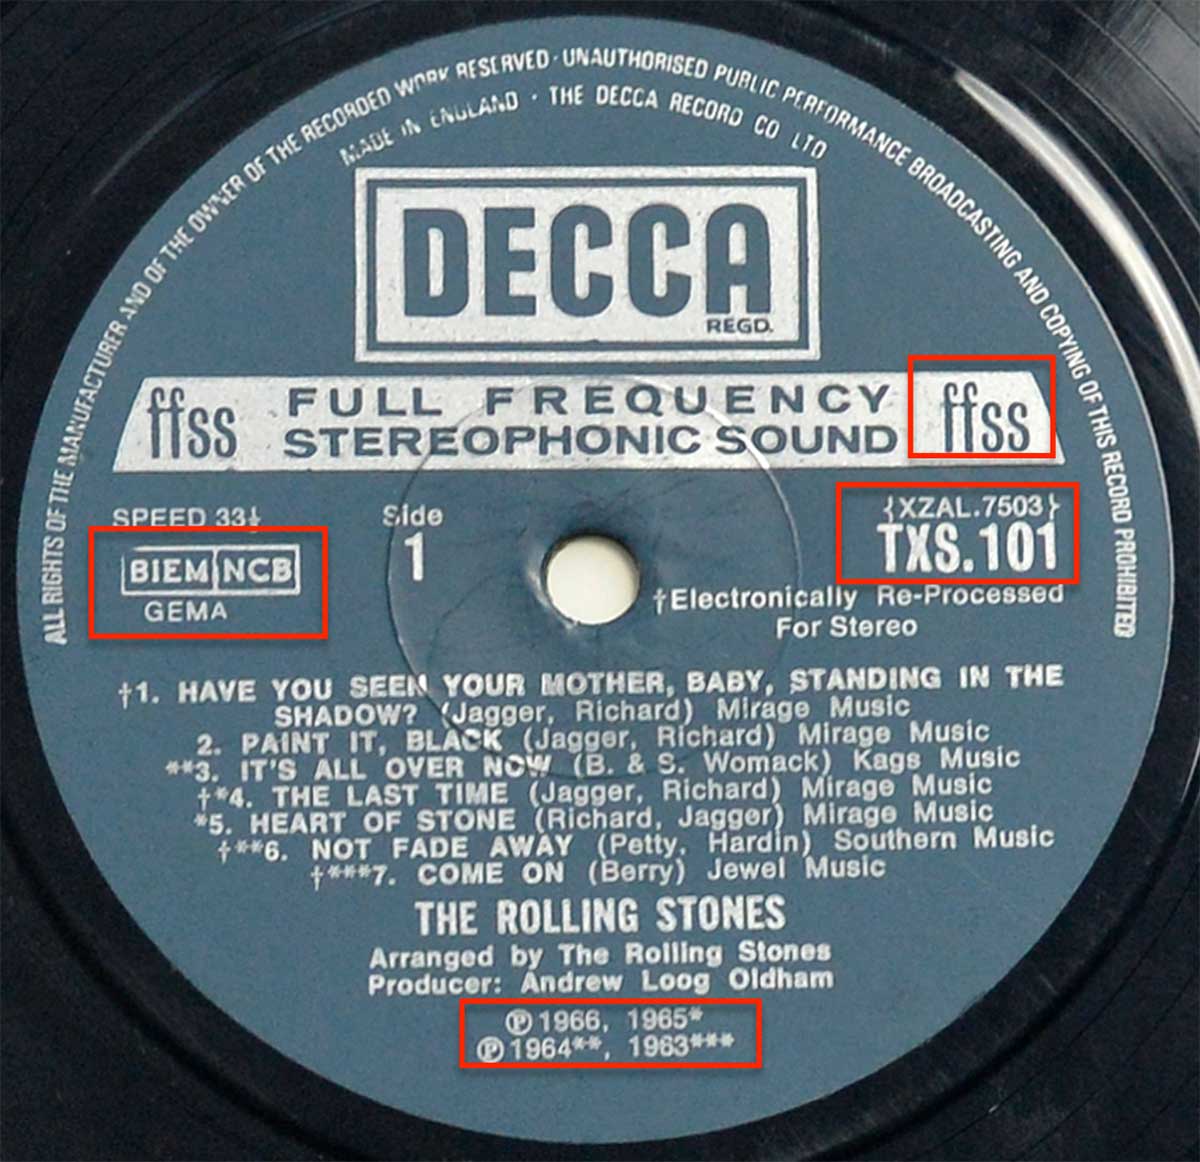 ALL RIGHTS OF THE MANUFACTURER AND OF THE OWNER OF THE RECORDED WORK RESERVED · UNAUTHORISED PUBLIC PERFORMANCE BROADCASTING AND COPYING OF THIS RECORD PROHIBITED
MADE IN ENGLAND · THE DECCA RECORD CO LTD
DECCA
REGD.
ffss FULL FREQUENCY STEREOPHONIC SOUND ffss
SPEED 33⅓
BIEM NCB
GEMA
Side
1
{XZAL.7503}
TXS.101
†Electronically Re-Processed
For Stereo
†1. HAVE YOU SEEN YOUR MOTHER, BABY, STANDING IN THE
SHADOW? (Jagger, Richard) Mirage Music
2. PAINT IT, BLACK (Jagger, Richard) Mirage Music
**3. IT'S ALL OVER NOW (B. & S. Womack) Kags Music
†*4. THE LAST TIME (Jagger, Richard) Mirage Music
*5. HEART OF STONE (Richard, Jagger) Mirage Music
†**6. NOT FADE AWAY (Petty, Hardin) Southern Music
†***7. COME ON (Berry) Jewel Music
THE ROLLING STONES
Arranged by The Rolling Stones
Producer: Andrew Loog Oldham
℗1966, 1965*
℗1964**, 1963***